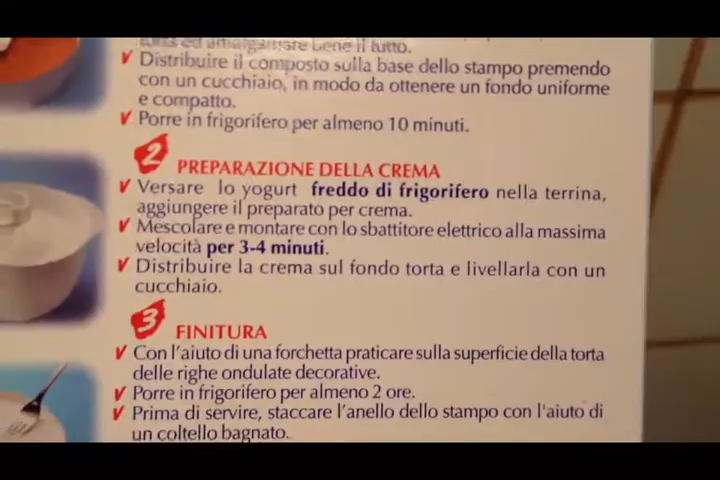 ed amalgamare bene il tutto.
Distribuire il composto sulla base dello stampo premendo
con un cucchiaio, in modo da ottenere un fondo uniforme
e compatto.
Porre in frigorifero per almeno 10 minuti.
2 PREPARAZIONE DELLA CREMA
Versare lo yogurt freddo di frigorifero nella terrina,
aggiungere il preparato per crema.
Mescolare e montare con lo sbattitore elettrico alla massima
velocità per 3-4 minuti.
Distribuire la crema sul fondo torta e livellarla con un
cucchiaio.
3 FINITURA
Con l'aiuto di una forchetta praticare sulla superficie della torta
delle righe ondulate decorative.
Porre in frigorifero per almeno 2 ore.
Prima di servire, staccare l'anello dello stampo con l'aiuto di
un coltello bagnato.